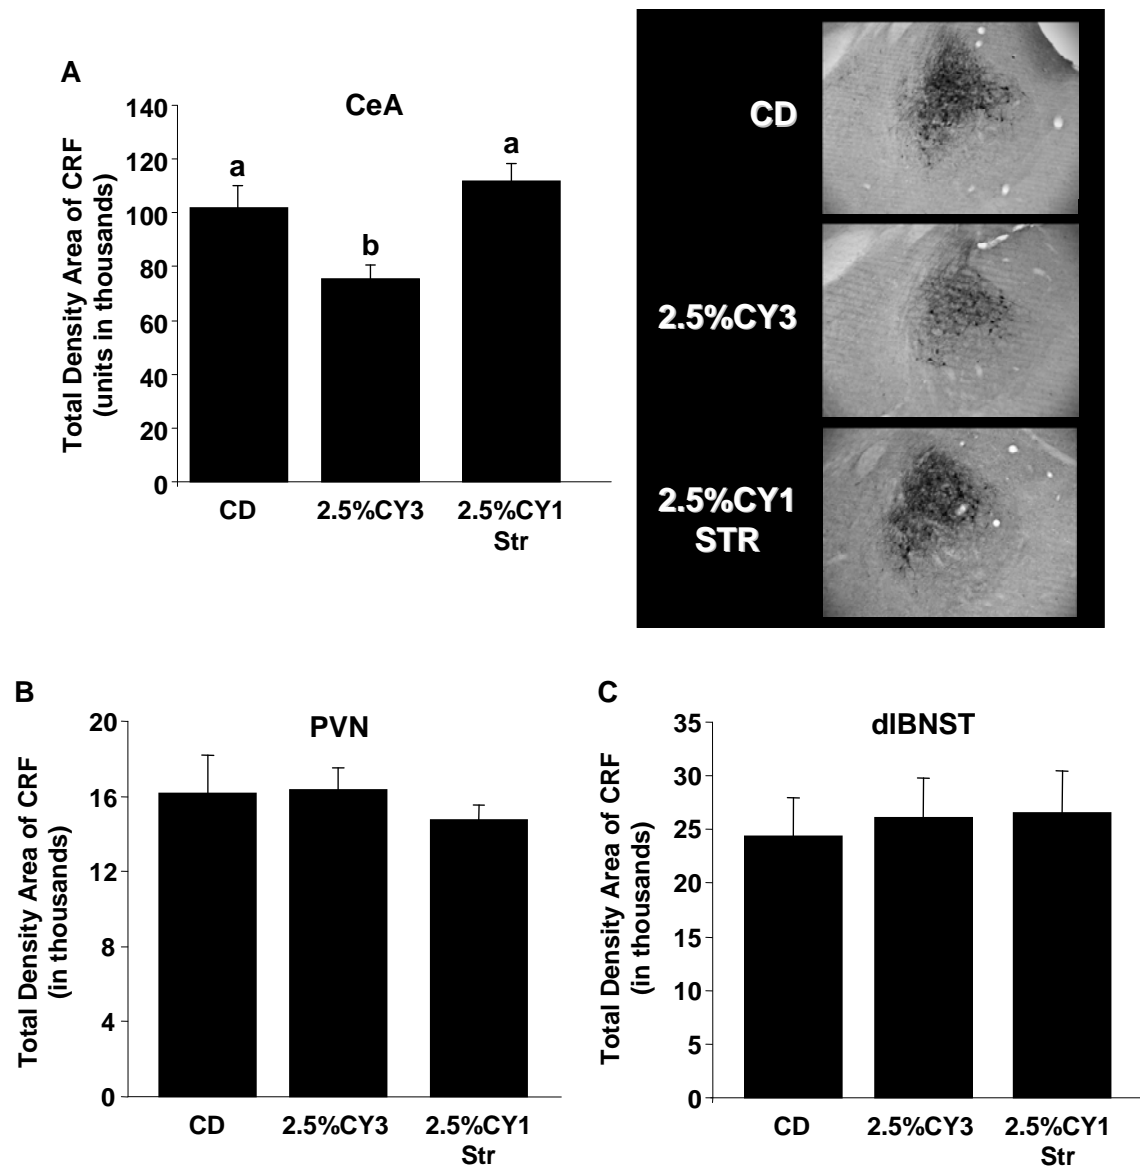 A
CeA
Total Density Area of CRF
(units in thousands)
140
120
100
80
60
40
20
0
a
b
a
CD
2.5%CY3
2.5%CY1
Str
CD
2.5%CY3
2.5%CY1
STR
B
PVN
Total Density Area of CRF
(in thousands)
20
16
12
8
4
0
CD
2.5%CY3
2.5%CY1
Str
C
dlBNST
Total Density Area of CRF
(in thousands)
35
30
25
20
15
10
5
0
CD
2.5%CY3
2.5%CY1
Str